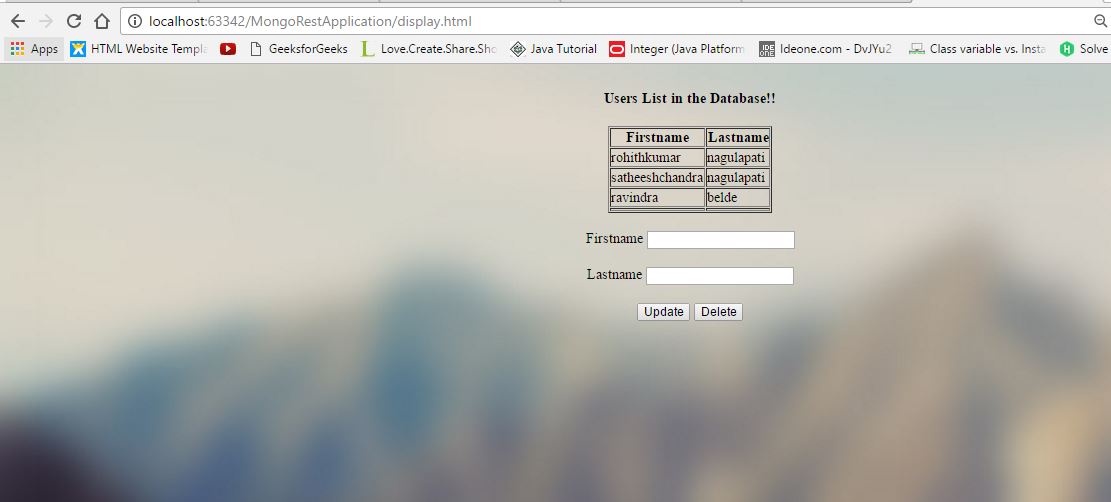 localhost:63342/MongoRestApplication/display.html
Apps HTML Website Templa GeeksforGeeks Love.Create.Share.Sho Java Tutorial Integer (Java Platform IDE ONE Ideone.com - DvJYu2 Class variable vs. Insta H Solve
Users List in the Database!!
Firstname Lastname
rohithkumar nagulapati
satheeshchandra nagulapati
ravindra belde
Firstname
Lastname
Update Delete